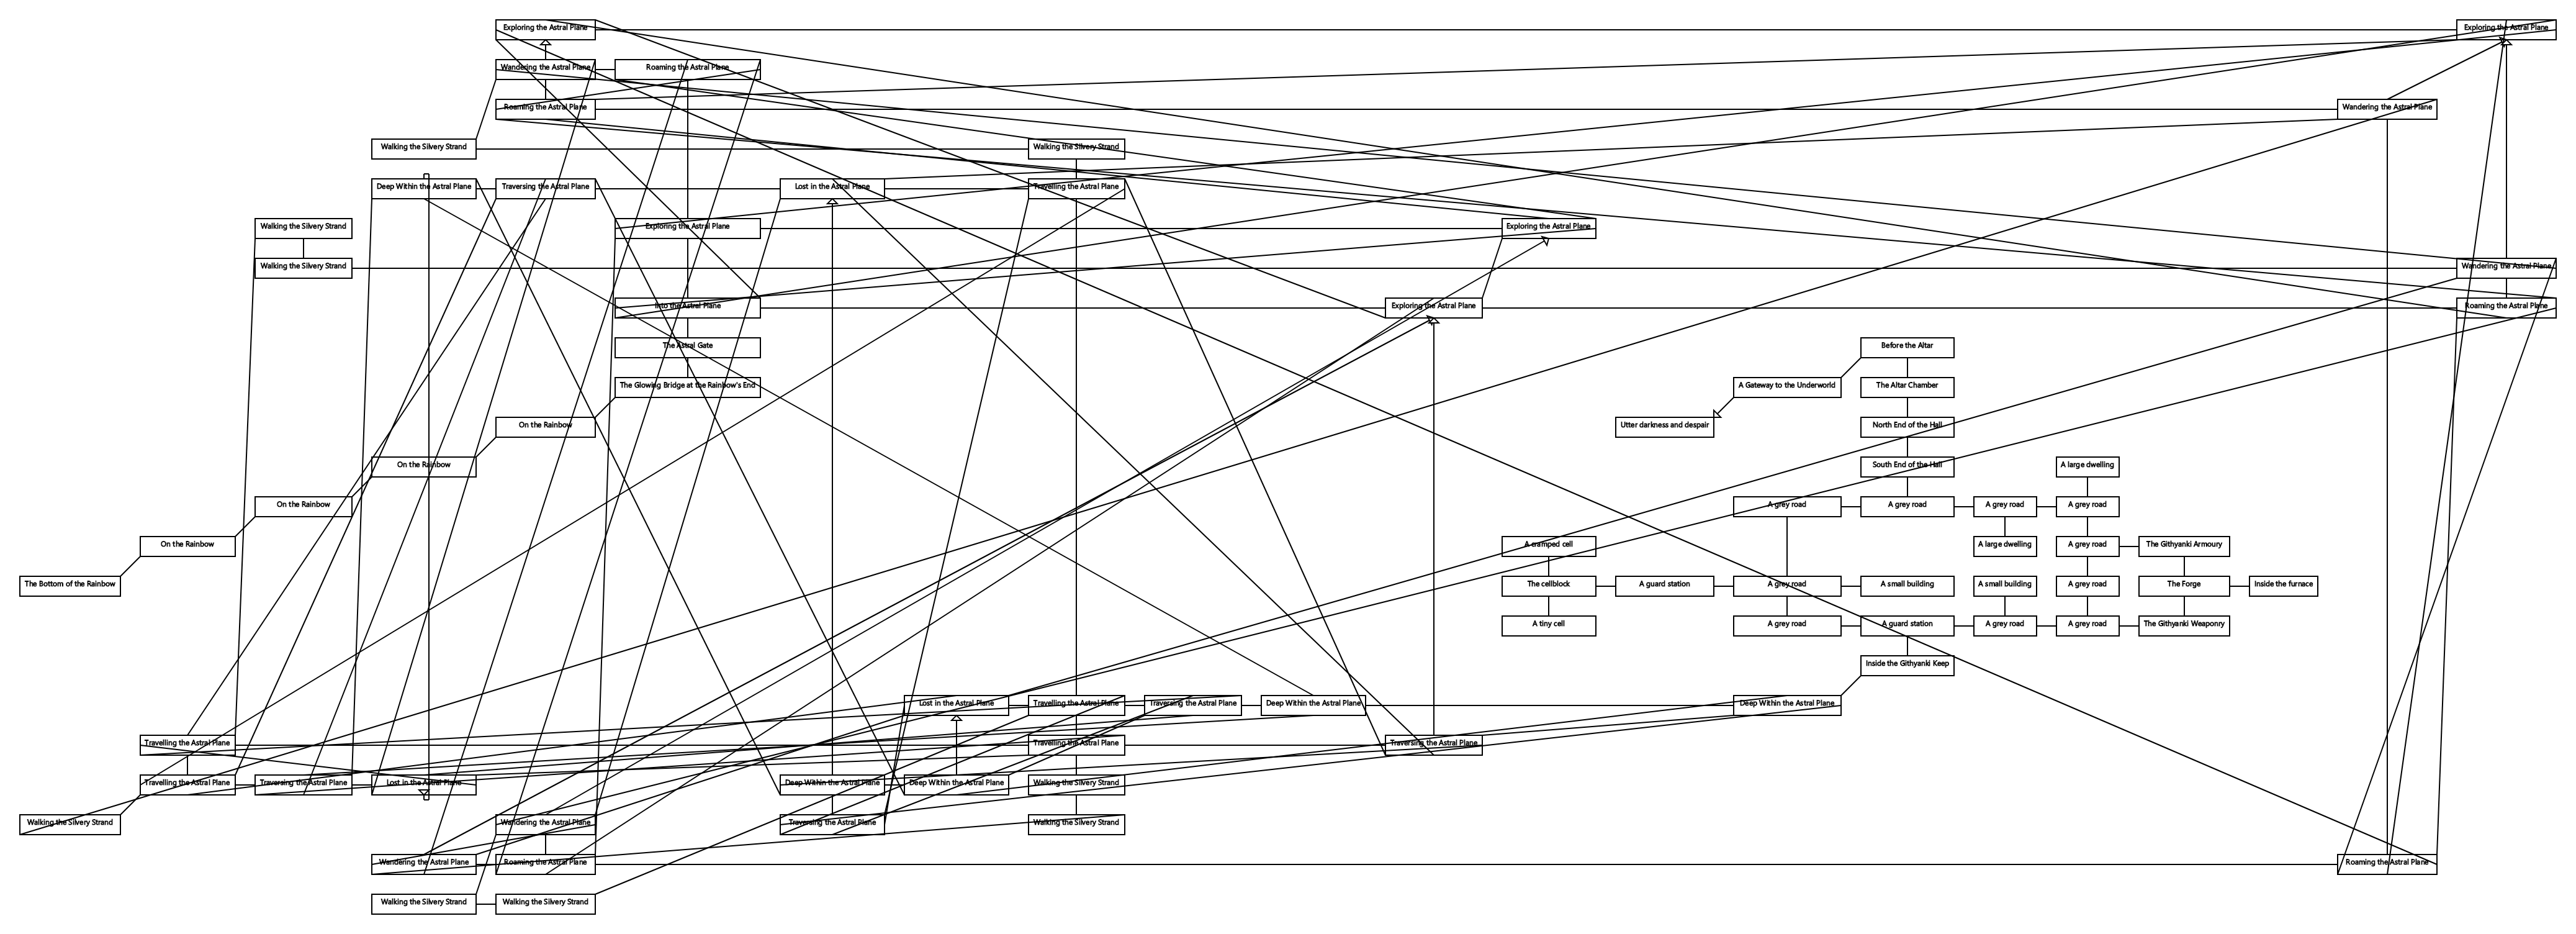 Exploring the Astral Plane
Exploring the Astral Plane
Wandering the Astral Plane
Roaming the Astral Plane
Roaming the Astral Plane
Wandering the Astral Plane
Walking the Silvery Strand
Walking the Silvery Strand
Deep Within the Astral Plane
Traversing the Astral Plane
Lost in the Astral Plane
Travelling the Astral Plane
Walking the Silvery Strand
Exploring the Astral Plane
Exploring the Astral Plane
Walking the Silvery Strand
Wandering the Astral Plane
Into the Astral Plane
Exploring the Astral Plane
Roaming the Astral Plane
The Astral Gate
Before the Altar
The Glowing Bridge at the Rainbow's End
A Gateway to the Underworld
The Altar Chamber
On the Rainbow
Utter darkness and despair
North End of the Hall
On the Rainbow
South End of the Hall
A large dwelling
On the Rainbow
A grey road
A grey road
A grey road
A grey road
On the Rainbow
A cramped cell
A large dwelling
A grey road
The Githyanki Armoury
The Bottom of the Rainbow
The cellblock
A guard station
A grey road
A small building
A small building
A grey road
The Forge
Inside the furnace
A tiny cell
A grey road
A guard station
A grey road
A grey road
The Githyanki Weaponry
Inside the Githyanki Keep
Lost in the Astral Plane
Travelling the Astral Plane
Traversing the Astral Plane
Deep Within the Astral Plane
Deep Within the Astral Plane
Travelling the Astral Plane
Travelling the Astral Plane
Traversing the Astral Plane
Travelling the Astral Plane
Traversing the Astral Plane
Lost in the Astral Plane
Deep Within the Astral Plane
Deep Within the Astral Plane
Walking the Silvery Strand
Walking the Silvery Strand
Wandering the Astral Plane
Traversing the Astral Plane
Walking the Silvery Strand
Wandering the Astral Plane
Roaming the Astral Plane
Roaming the Astral Plane
Walking the Silvery Strand
Walking the Silvery Strand